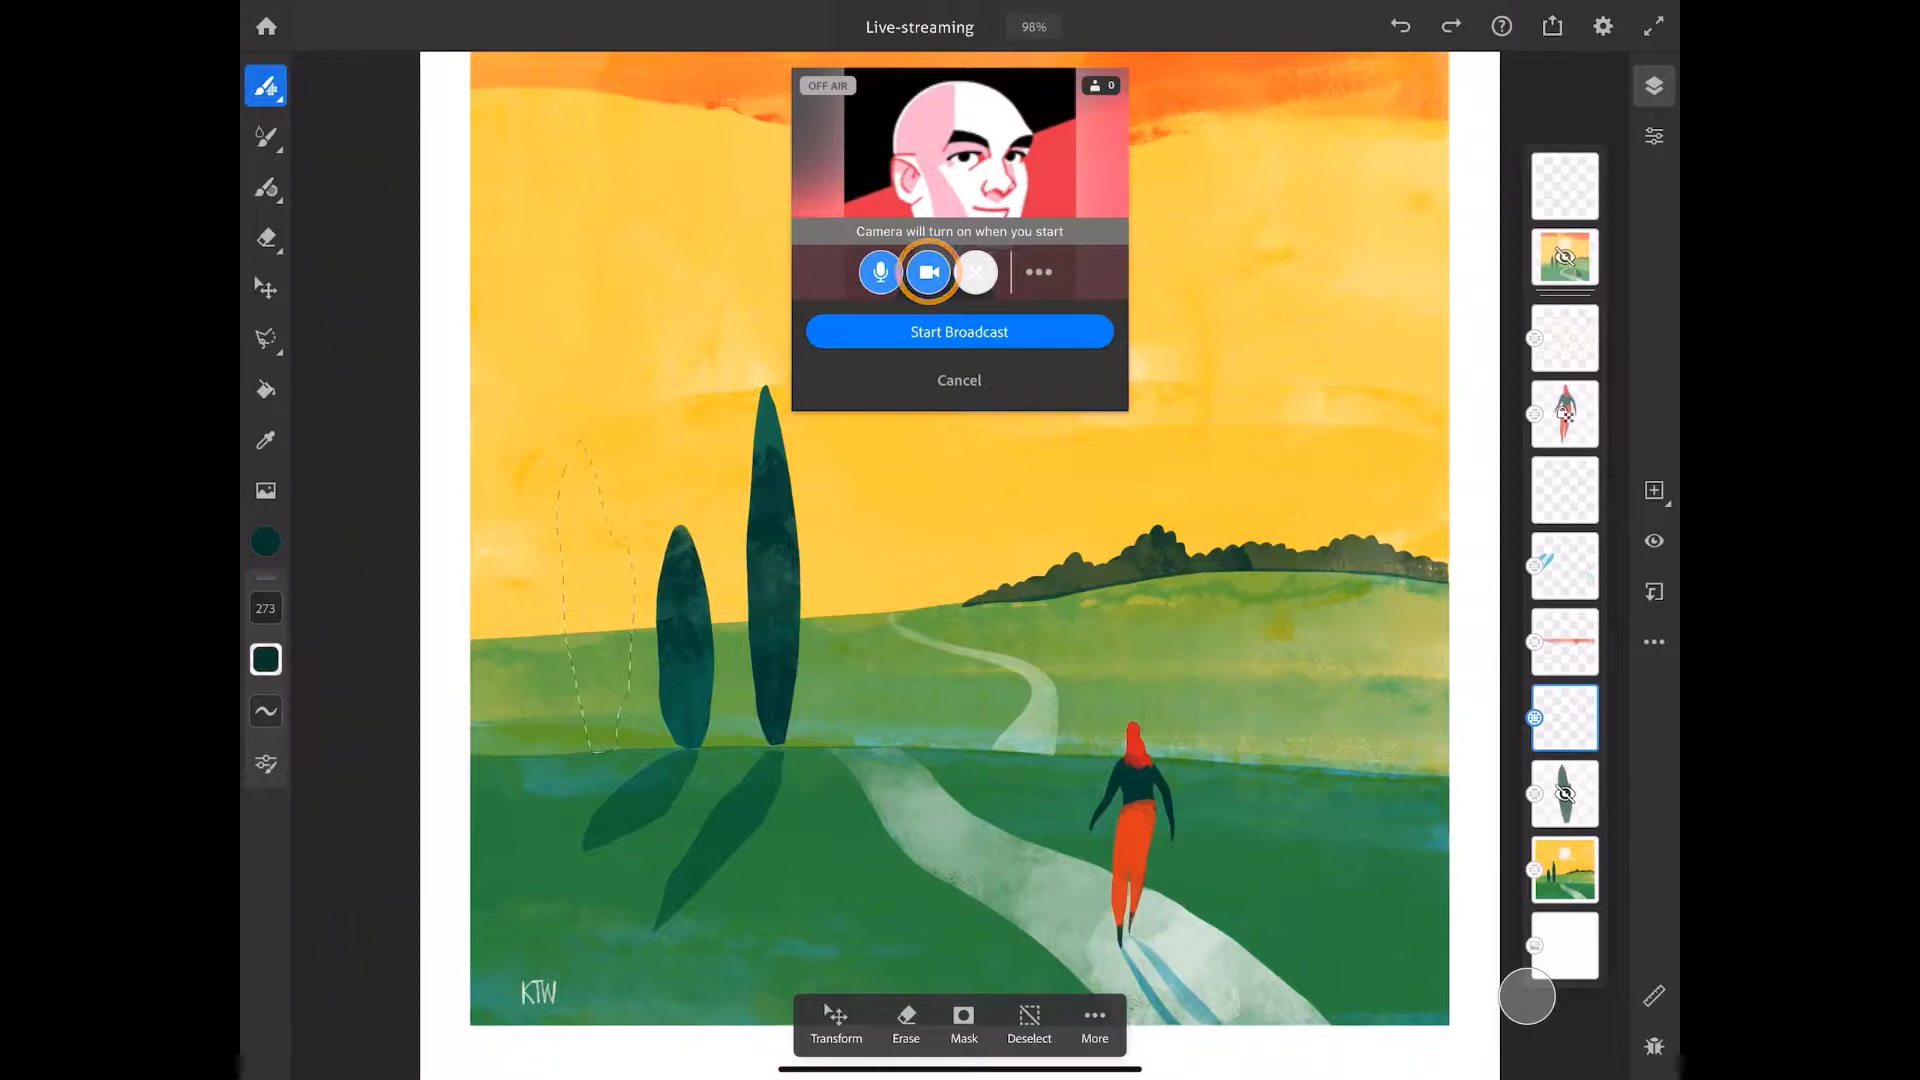 Live-streaming
98%
OFF AIR
0
Camera will turn on when you start
Start Broadcast
Cancel
273
KTW
Transform
Erase
Mask
Deselect
More